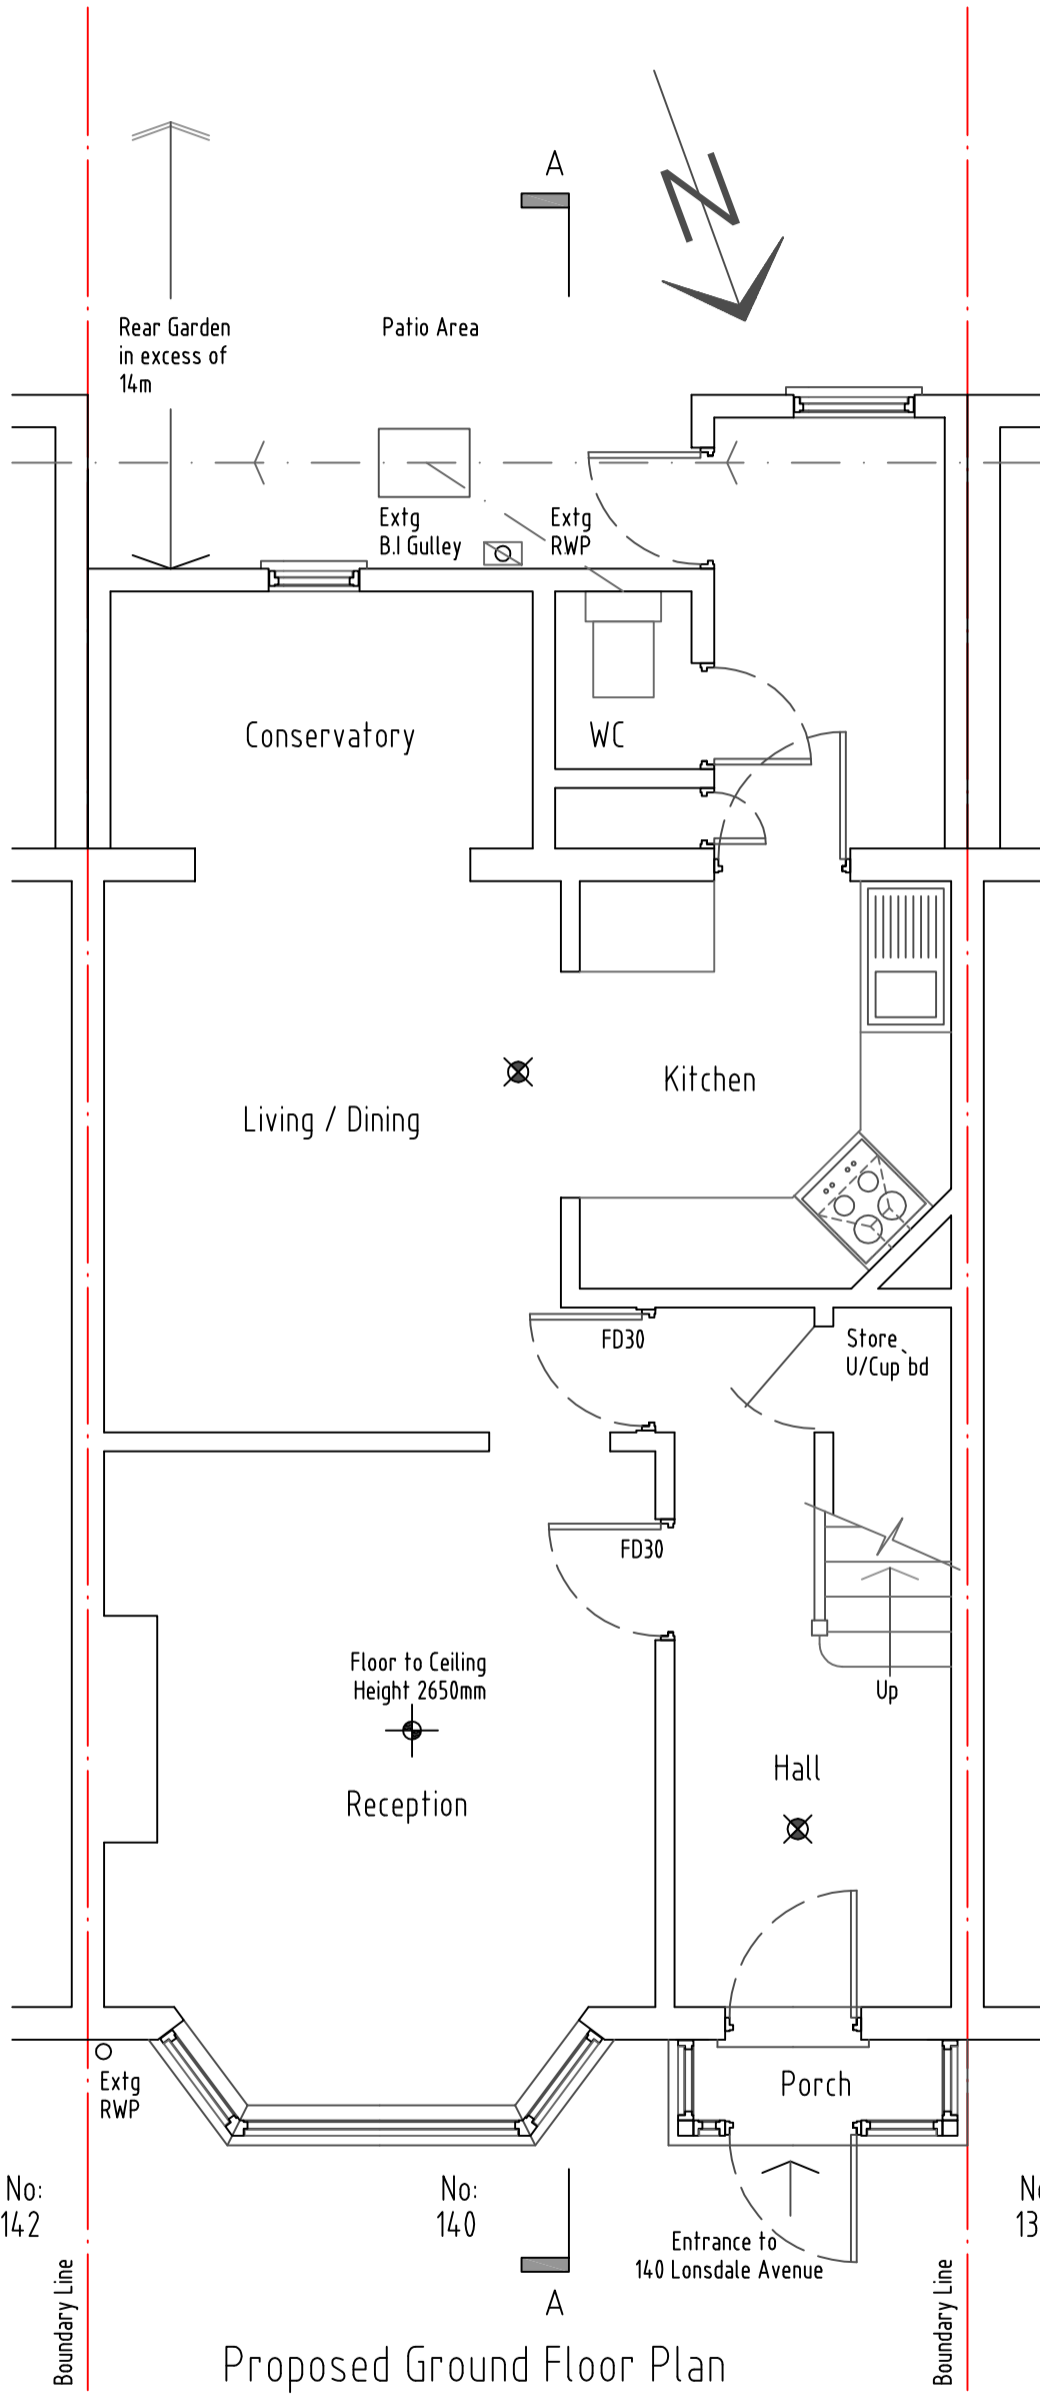 A
N
Rear Garden
in excess of
14m
Patio Area
Extg
B.I Gulley
Extg
RWP
Conservatory
WC
Kitchen
Living / Dining
FD30
Store
U/Cup`bd
FD30
Floor to Ceiling
Height 2650mm
Up
Reception
Hall
Porch
Extg
RWP
No:
142
No:
140
Entrance to
140 Lonsdale Avenue
Boundary Line
Boundary Line
A
Proposed Ground Floor Plan